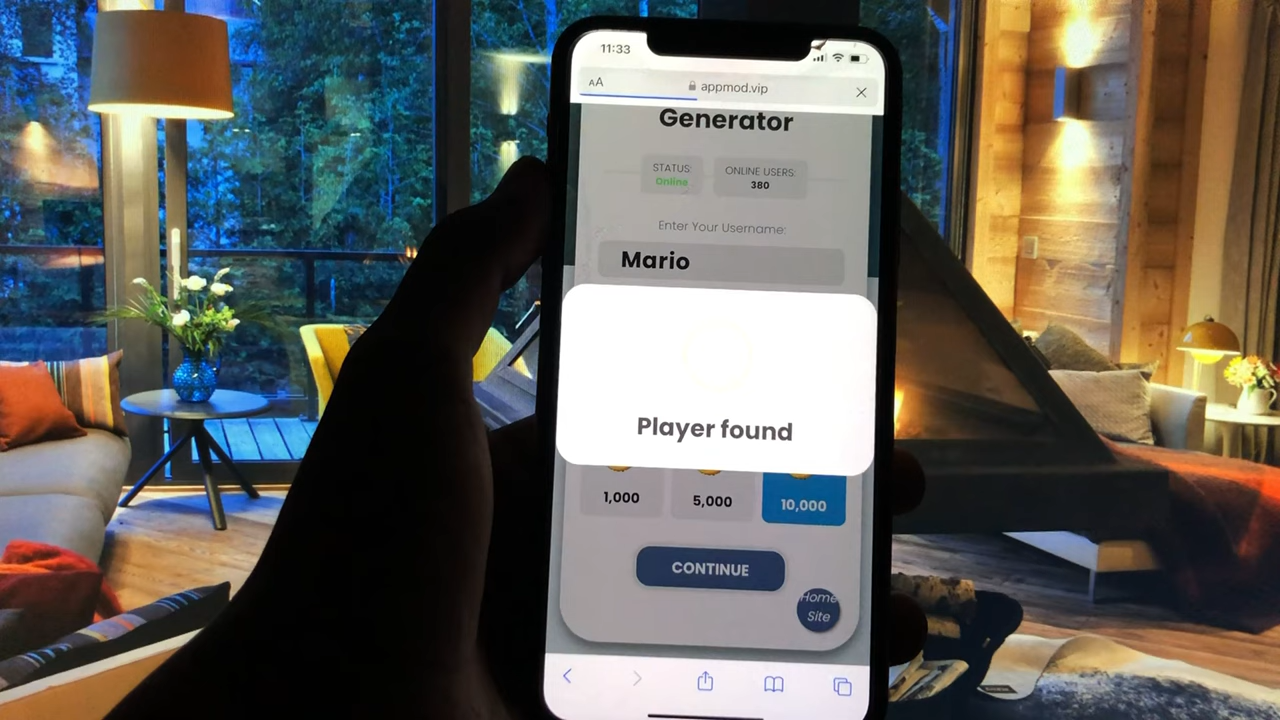 11:33
AA
appmod.vip
Generator
STATUS:
Online
ONLINE USERS:
380
Enter Your Username:
Mario
Player found
1,000
5,000
10,000
CONTINUE
Home
Site